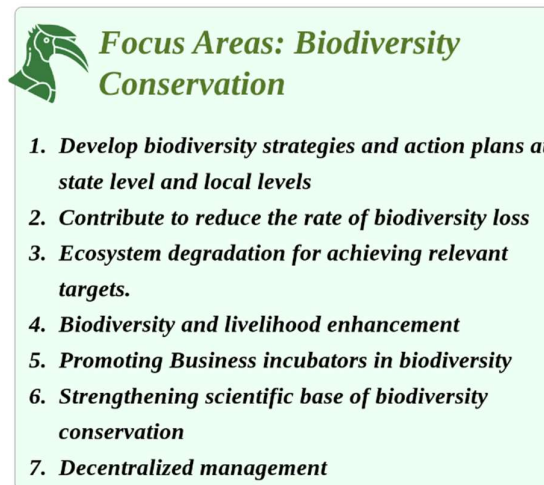 Focus Areas: Biodiversity
Conservation
1. Develop biodiversity strategies and action plans
state level and local levels
2. Contribute to reduce the rate of biodiversity loss
3. Ecosystem degradation for achieving relevant
targets.
4. Biodiversity and livelihood enhancement
5. Promoting Business incubators in biodiversity
6. Strengthening scientific base of biodiversity
conservation
7. Decentralized management